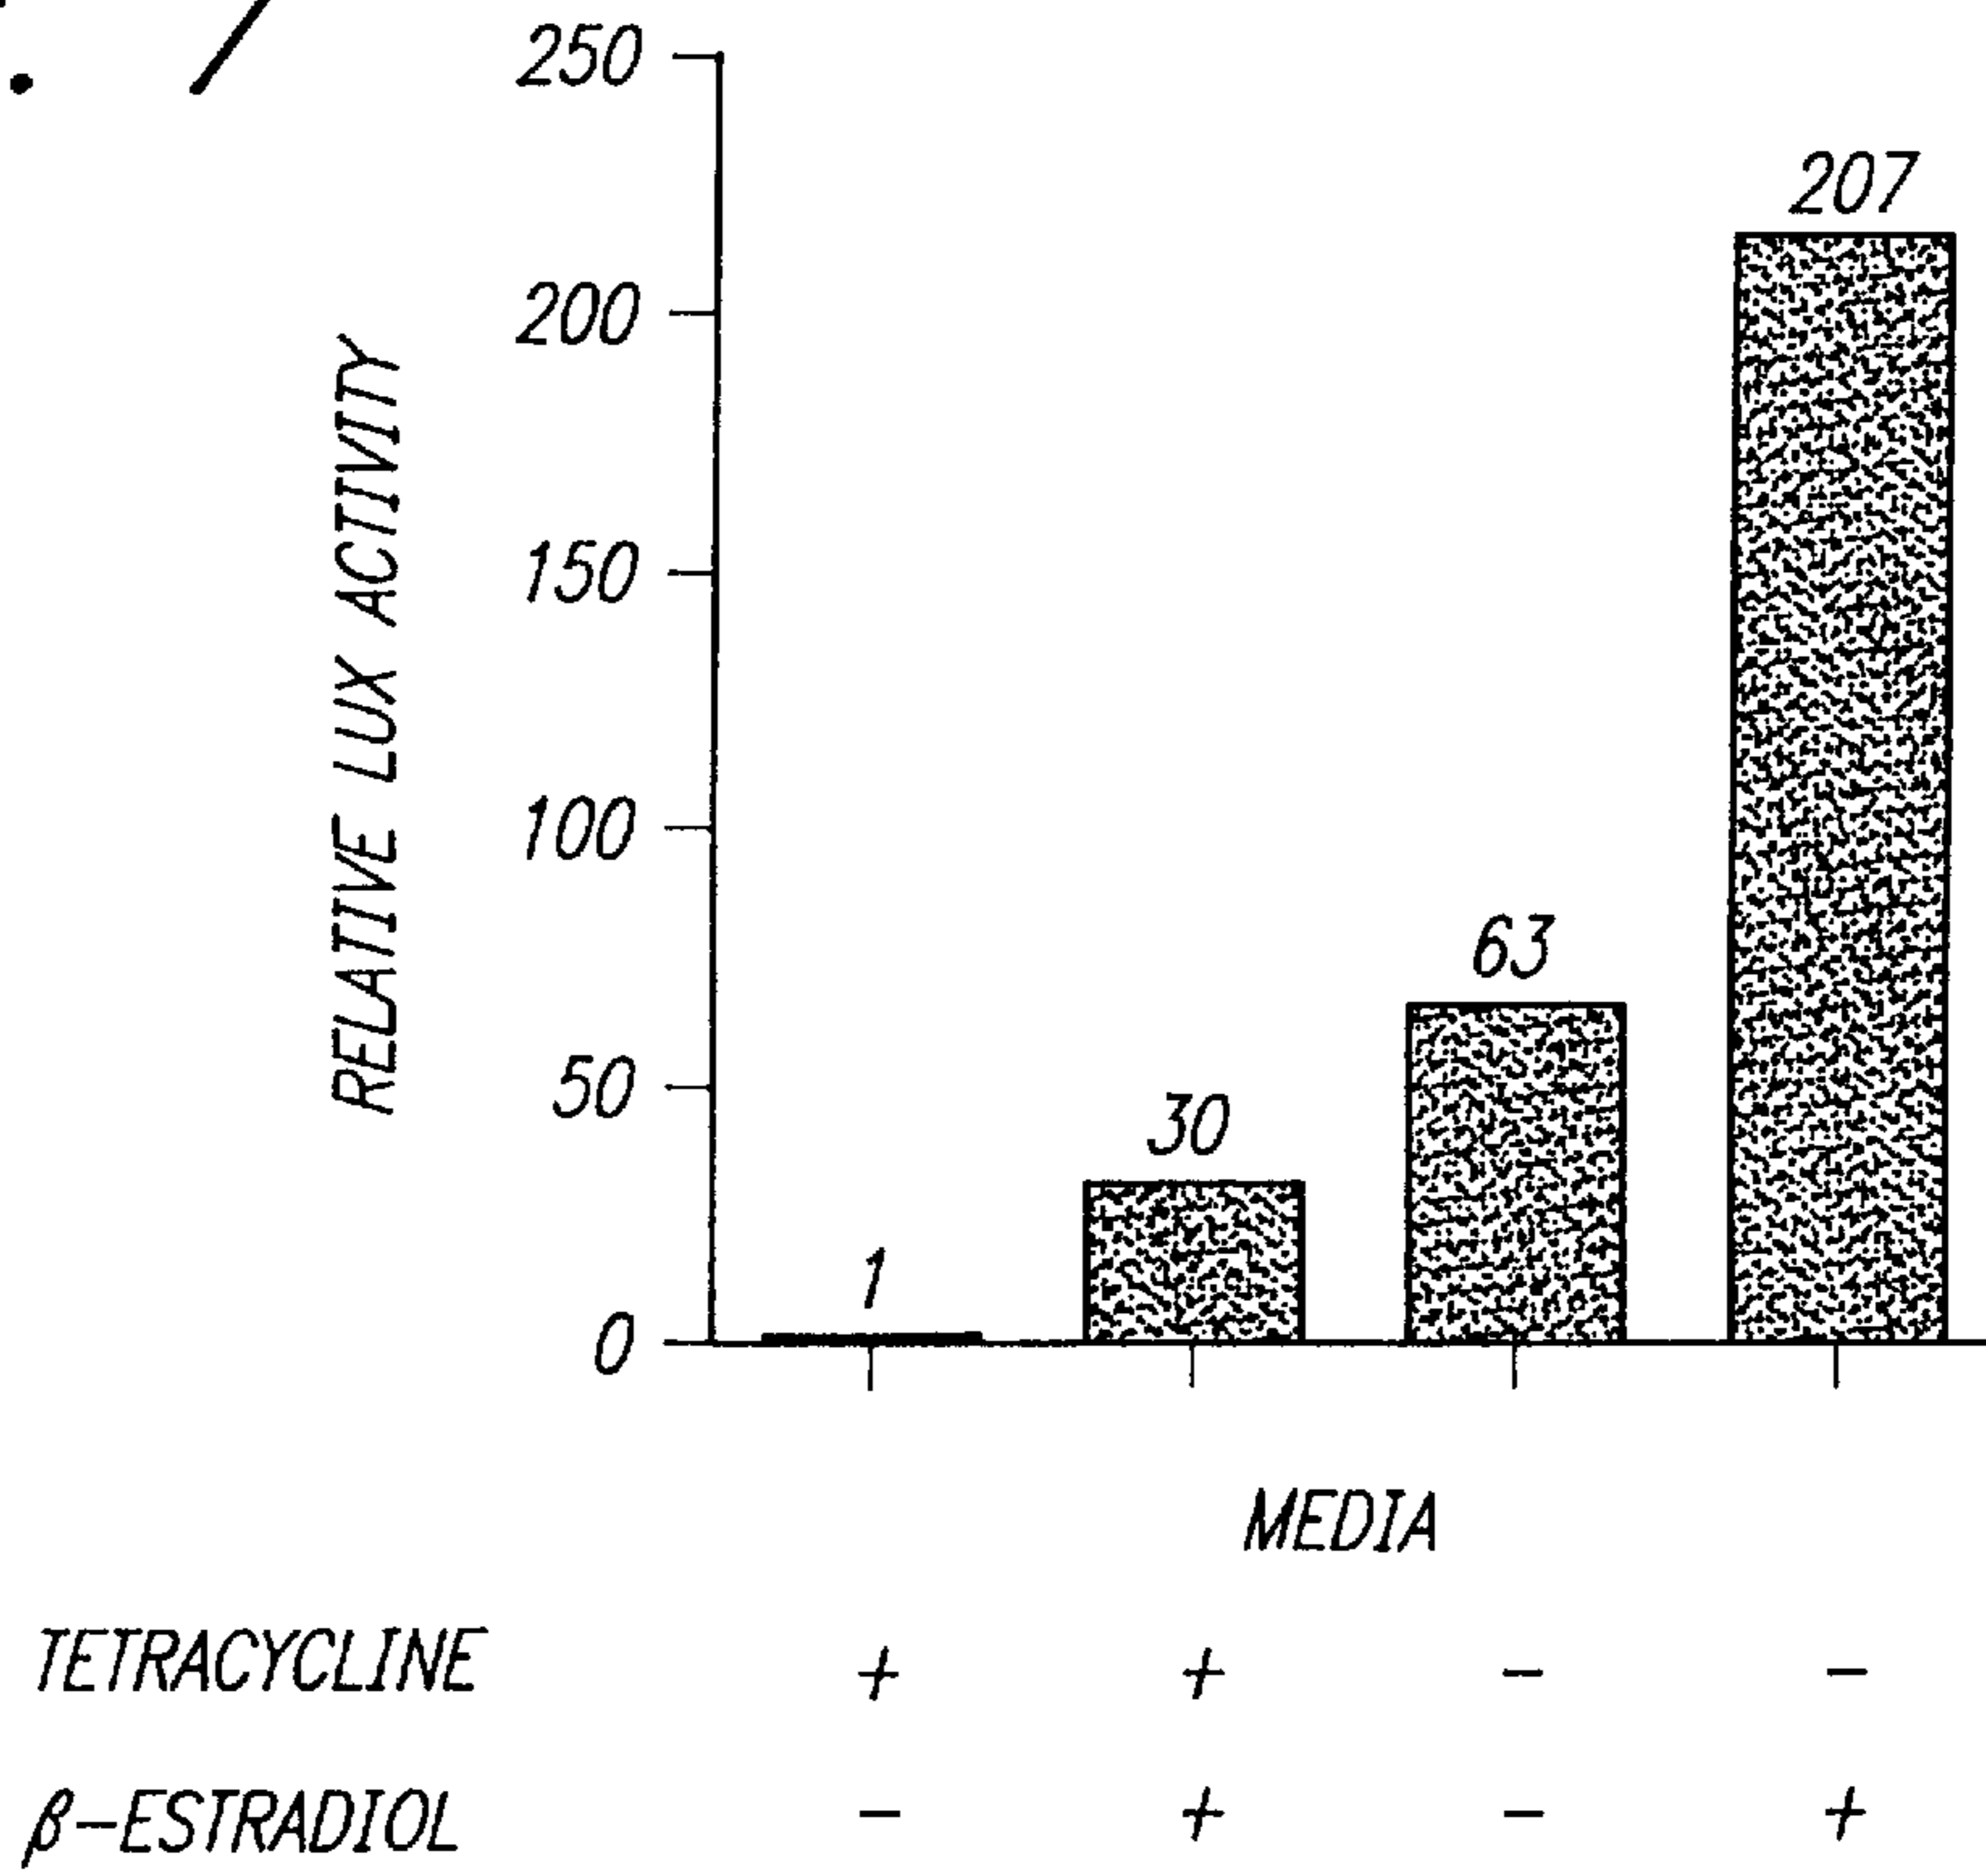 250
207
200
150
100
63
50
30
1
0
RELATIVE LUX ACTIVITY
MEDIA
TETRACYCLINE + + - -
β-ESTRADIOL - + - +